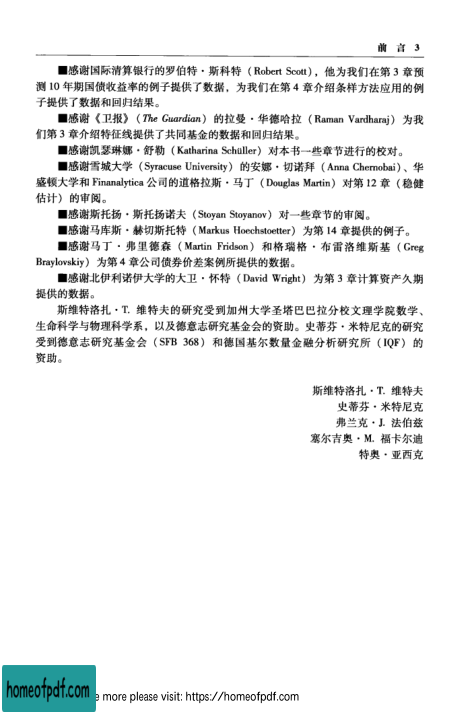 前 言 3
■感谢国际清算银行的罗伯特·斯科特（Robert Scott），他为我们在第 3 章预
测 10 年期国债收益率的例子提供了数据，为我们在第 4 章介绍条样方法应用的例
子提供了数据和回归结果。
■感谢《卫报》（The Guardian）的拉曼·华德哈拉（Raman Vardharaj）为我
们第 3 章介绍特征线提供了共同基金的数据和回归结果。
■感谢凯瑟琳娜·舒勒（Katharina Schüller）对本书一些章节进行的校对。
■感谢雪城大学（Syracuse University）的安娜·切诺拜（Anna Chernobai）、华
盛顿大学和 Finanalytica 公司的道格拉斯·马丁（Douglas Martin）对第 12 章（稳健
估计）的审阅。
■感谢斯托扬·斯托扬诺夫（Stoyan Stoyanov）对一些章节的审阅。
■感谢马库斯·赫切斯托特（Markus Hoechstoetter）为第 14 章提供的例子。
■感谢马丁·弗里德森（Martin Fridson）和格瑞格·布雷洛维斯基（Greg
Braylovskiy）为第 4 章公司债券价差案例所提供的数据。
■感谢北伊利诺伊大学的大卫·怀特（David Wright）为第 3 章计算资产久期
提供的数据。
斯维特洛扎·T. 维特夫的研究受到加州大学圣塔巴巴拉分校文理学院数学、
生命科学与物理科学系，以及德意志研究基金会的资助。史蒂芬·米特尼克的研究
受到德意志研究基金会（SFB 368）和德国基尔数量金融分析研究所（IQF）的
资助。
斯维特洛扎·T. 维特夫
史蒂芬·米特尼克
弗兰克·J. 法伯兹
塞尔吉奥·M. 福卡尔迪
特奥·亚西克
homeofpdf.com
e more please visit: https://homeofpdf.com